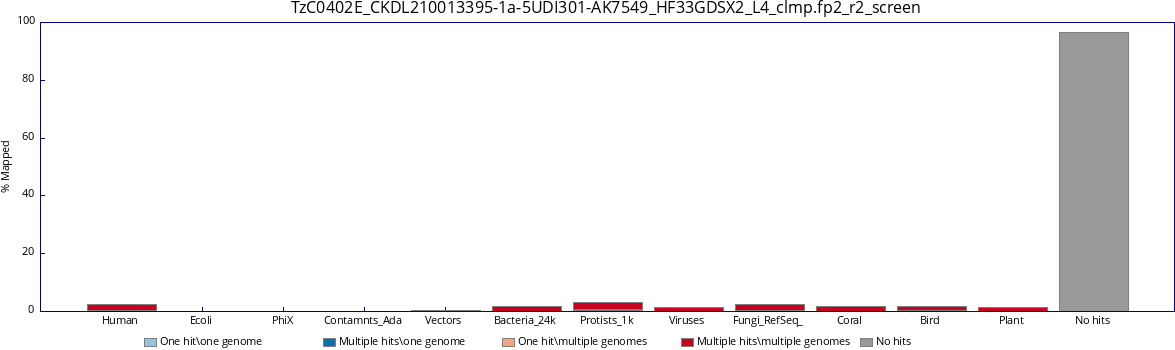 TzC0402E_CKDL210013395-1a-5UDI301-AK7549_HF33GDSX2_L4_clmp.fp2_r2_screen
100
80
60
40
20
0
% Mapped
Human Ecoli PhiX Contamnts_Ada Vectors Bacteria_24k Protists_1k Viruses Fungi_RefSeq_ Coral Bird Plant No hits
One hit\one genome Multiple hits\one genome One hit\multiple genomes Multiple hits\multiple genomes No hits